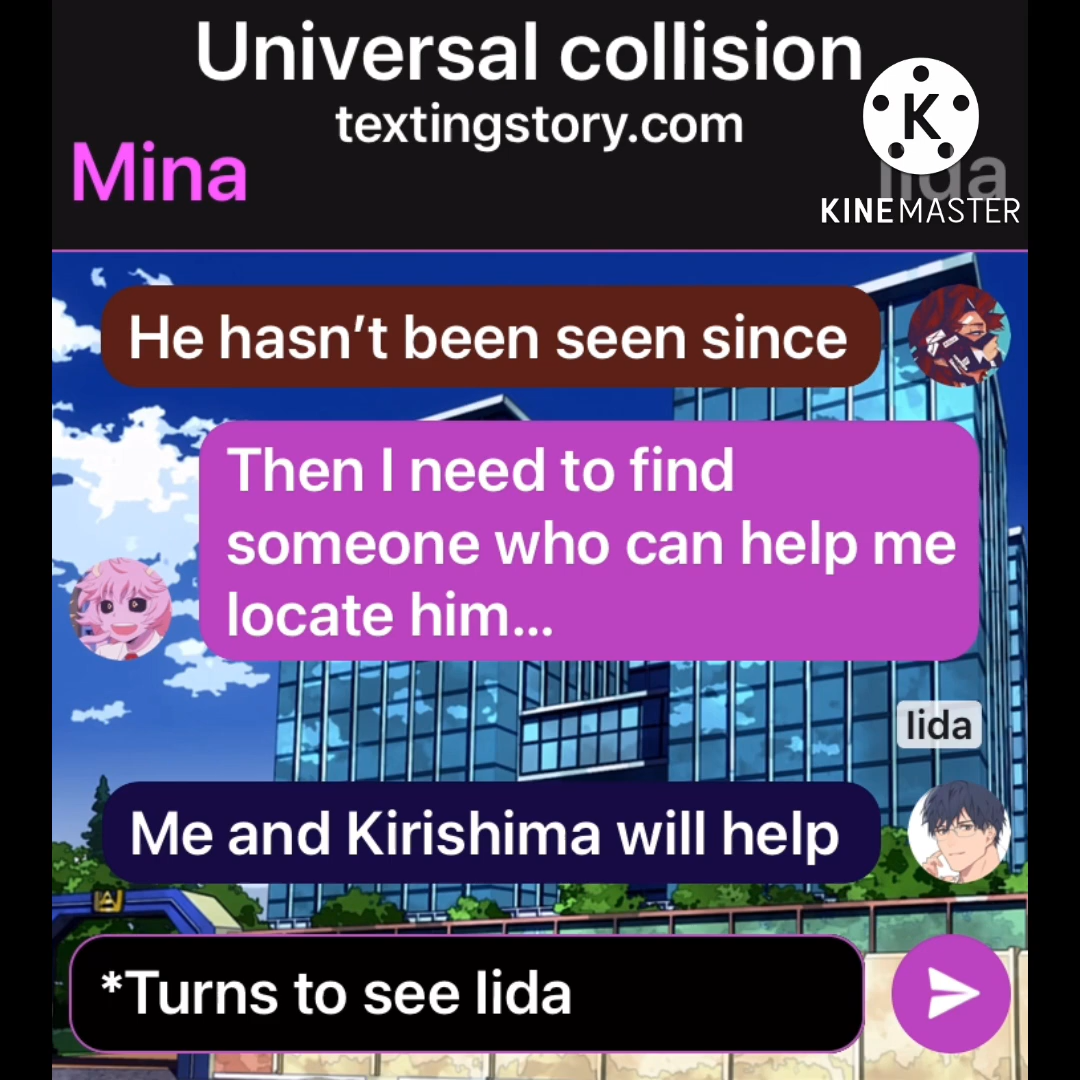 Universal collision
textingstory.com
Mina
Iida
K
KINEMASTER
He hasn’t been seen since
Then I need to find
someone who can help me
locate him...
Iida
Me and Kirishima will help
UA
*Turns to see Iida